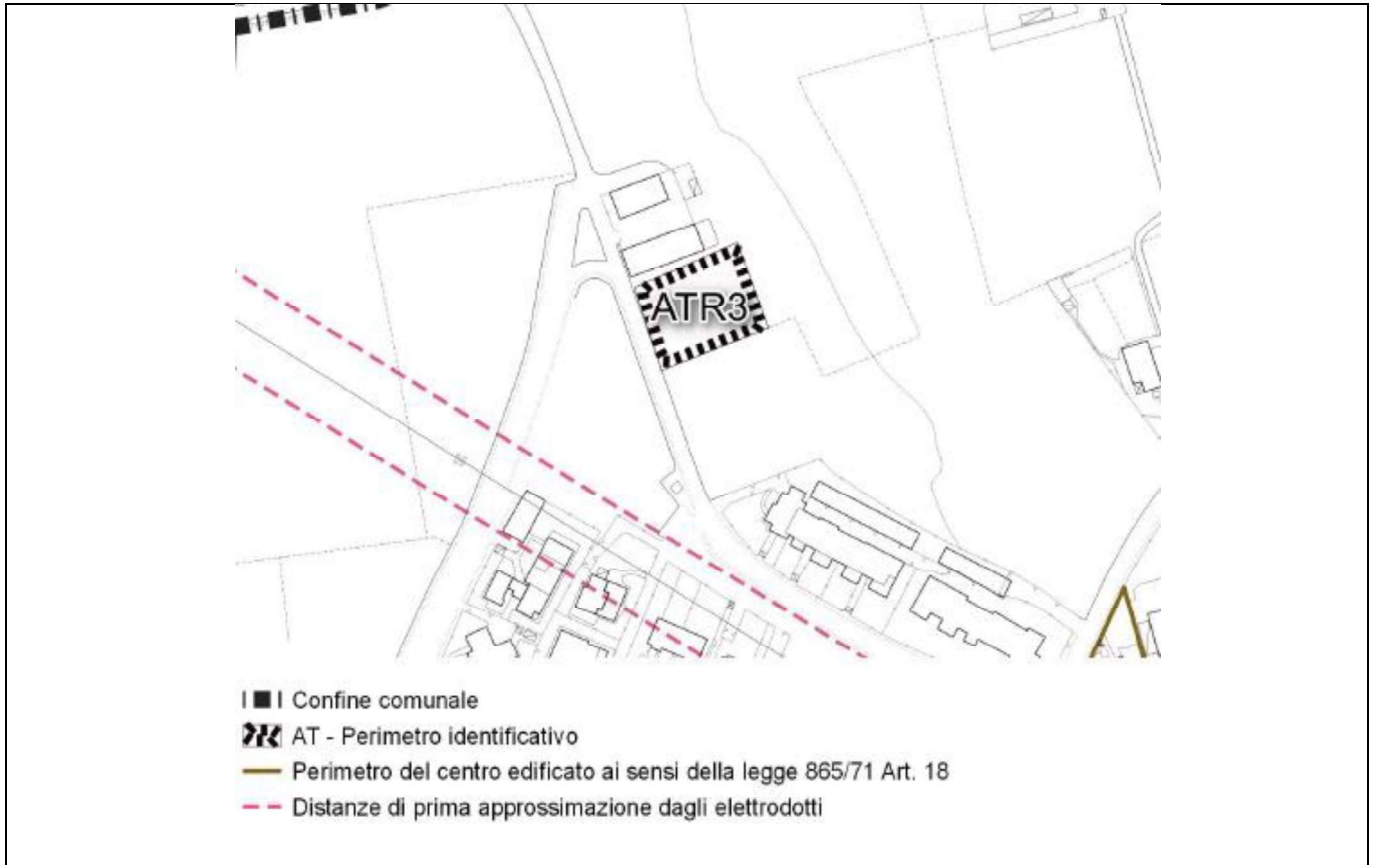 ATR3
Confine comunale
AT - Perimetro identificativo
Perimetro del centro edificato ai sensi della legge 865/71 Art. 18
Distanze di prima approssimazione dagli elettrodotti